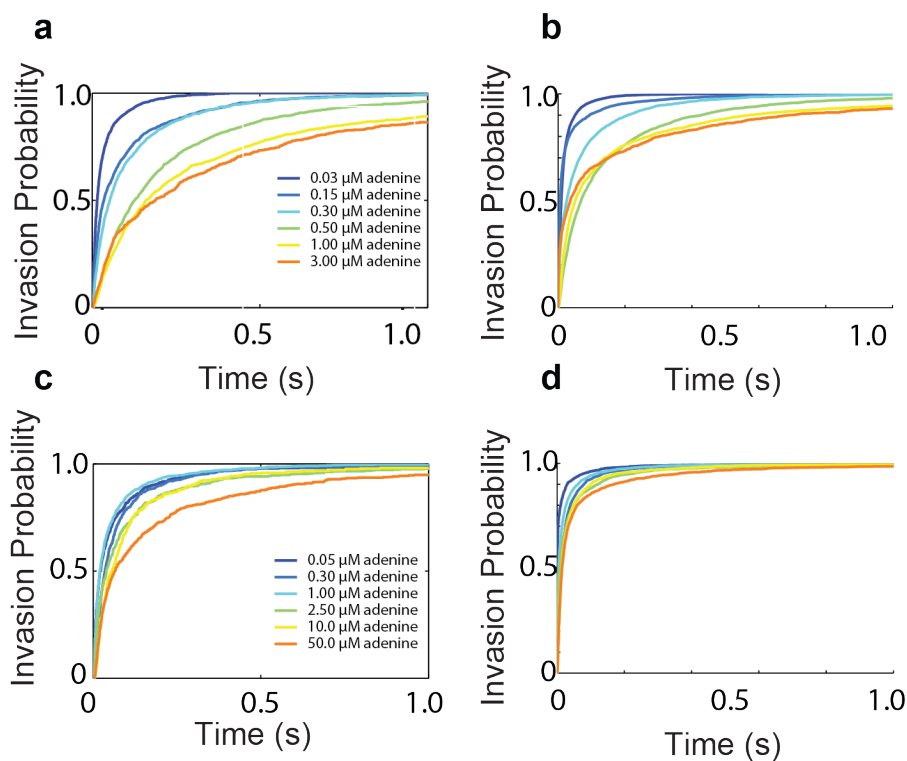 a
Invasion Probability
1.0
0.5
0
0.03 µM adenine
0.15 µM adenine
0.30 µM adenine
0.50 µM adenine
1.00 µM adenine
3.00 µM adenine
0 0.5 1.0
Time (s)
b
Invasion Probability
1.0
0.5
0
0 0.5 1.0
Time (s)
c
Invasion Probability
1.0
0.5
0
0.05 µM adenine
0.30 µM adenine
1.00 µM adenine
2.50 µM adenine
10.0 µM adenine
50.0 µM adenine
0 0.5 1.0
Time (s)
d
Invasion Probability
1.0
0.5
0
0 0.5 1.0
Time (s)